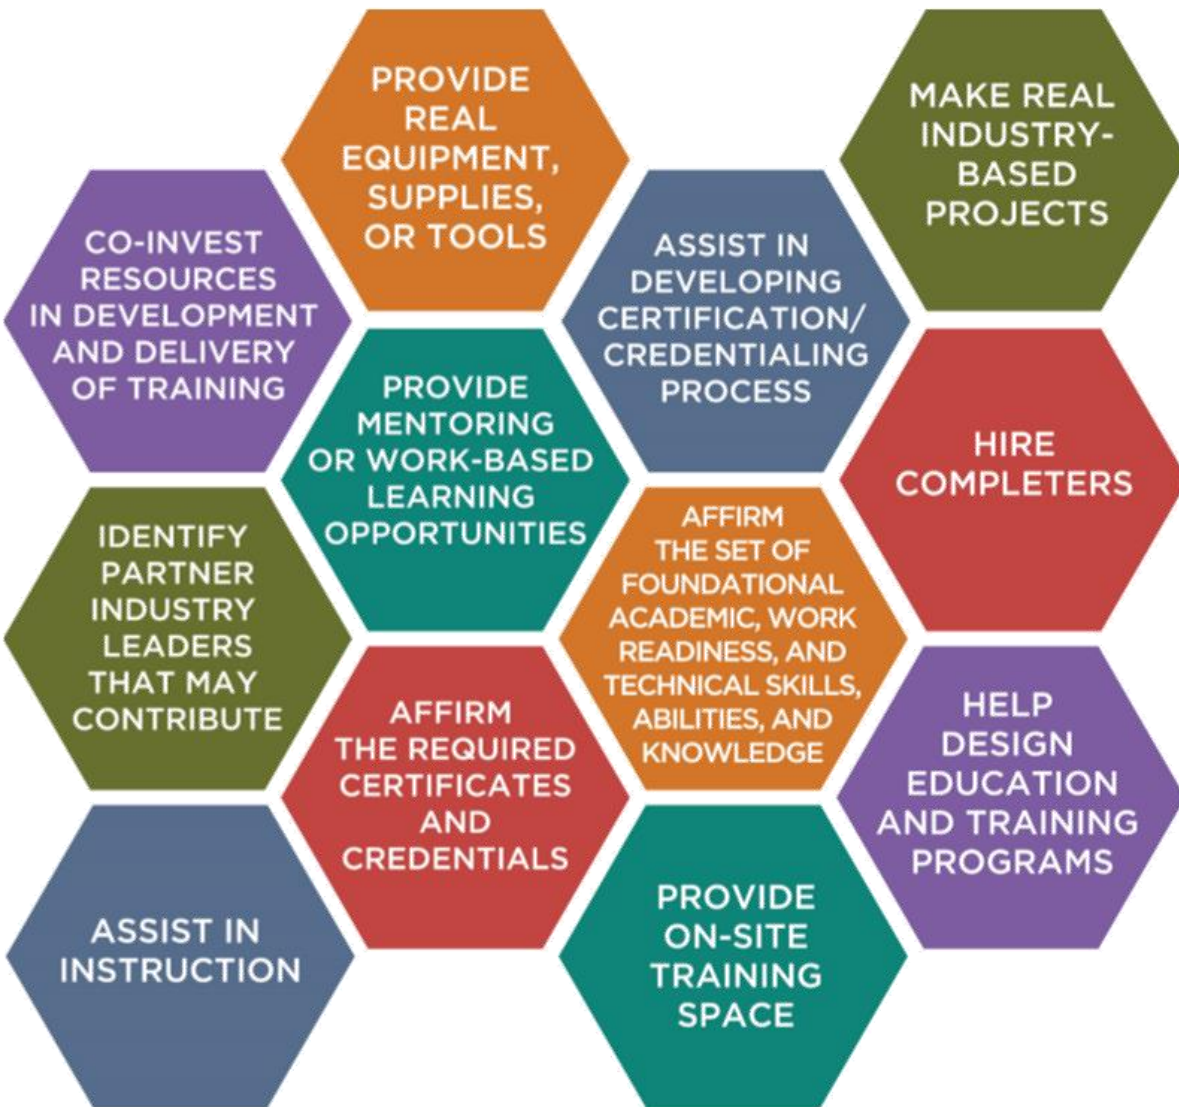 PROVIDE
REAL
EQUIPMENT,
SUPPLIES,
OR TOOLS
MAKE REAL
INDUSTRY-
BASED
PROJECTS
CO-INVEST
RESOURCES
IN DEVELOPMENT
AND DELIVERY
OF TRAINING
ASSIST IN
DEVELOPING
CERTIFICATION/
CREDENTIALING
PROCESS
PROVIDE
MENTORING
OR WORK-BASED
LEARNING
OPPORTUNITIES
HIRE
COMPLETERS
IDENTIFY
PARTNER
INDUSTRY
LEADERS
THAT MAY
CONTRIBUTE
AFFIRM
THE SET OF
FOUNDATIONAL
ACADEMIC, WORK
READINESS, AND
TECHNICAL SKILLS,
ABILITIES, AND
KNOWLEDGE
AFFIRM
THE REQUIRED
CERTIFICATES
AND
CREDENTIALS
HELP
DESIGN
EDUCATION
AND TRAINING
PROGRAMS
ASSIST IN
INSTRUCTION
PROVIDE
ON-SITE
TRAINING
SPACE